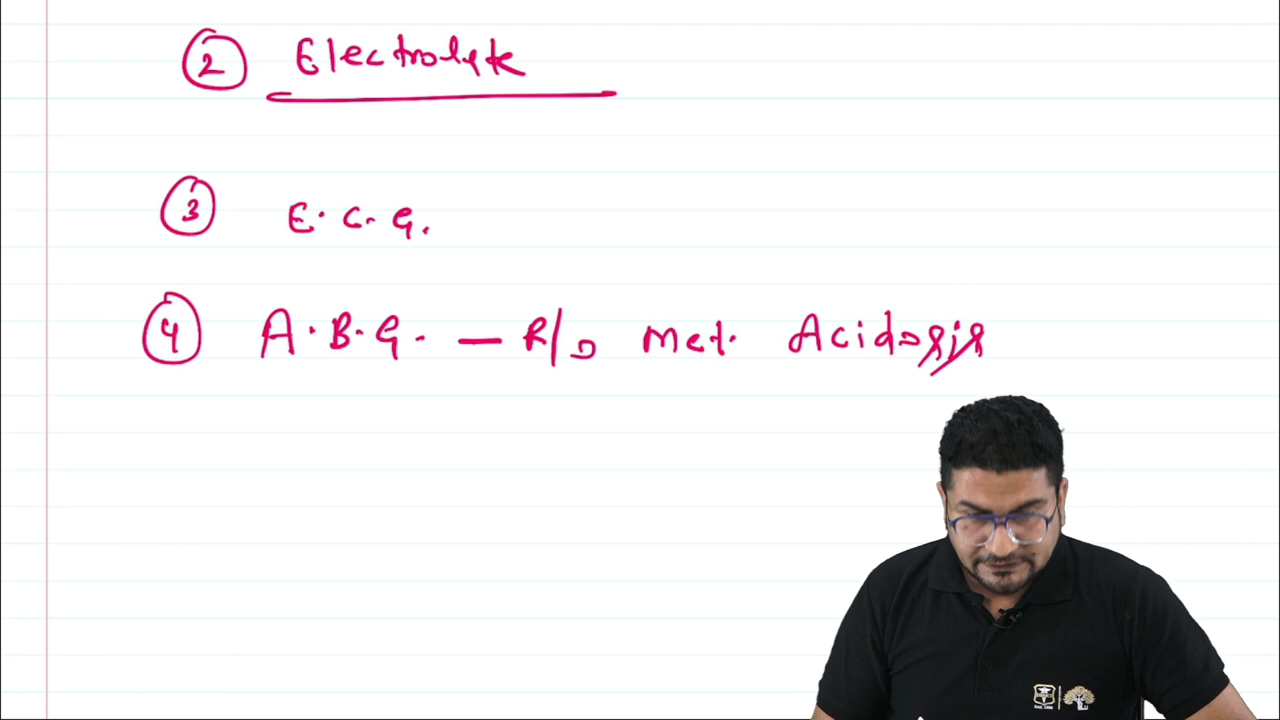 2 Electrolyte
3 E.C.G.
4 A.B.G. — R/o Met. Acidosis